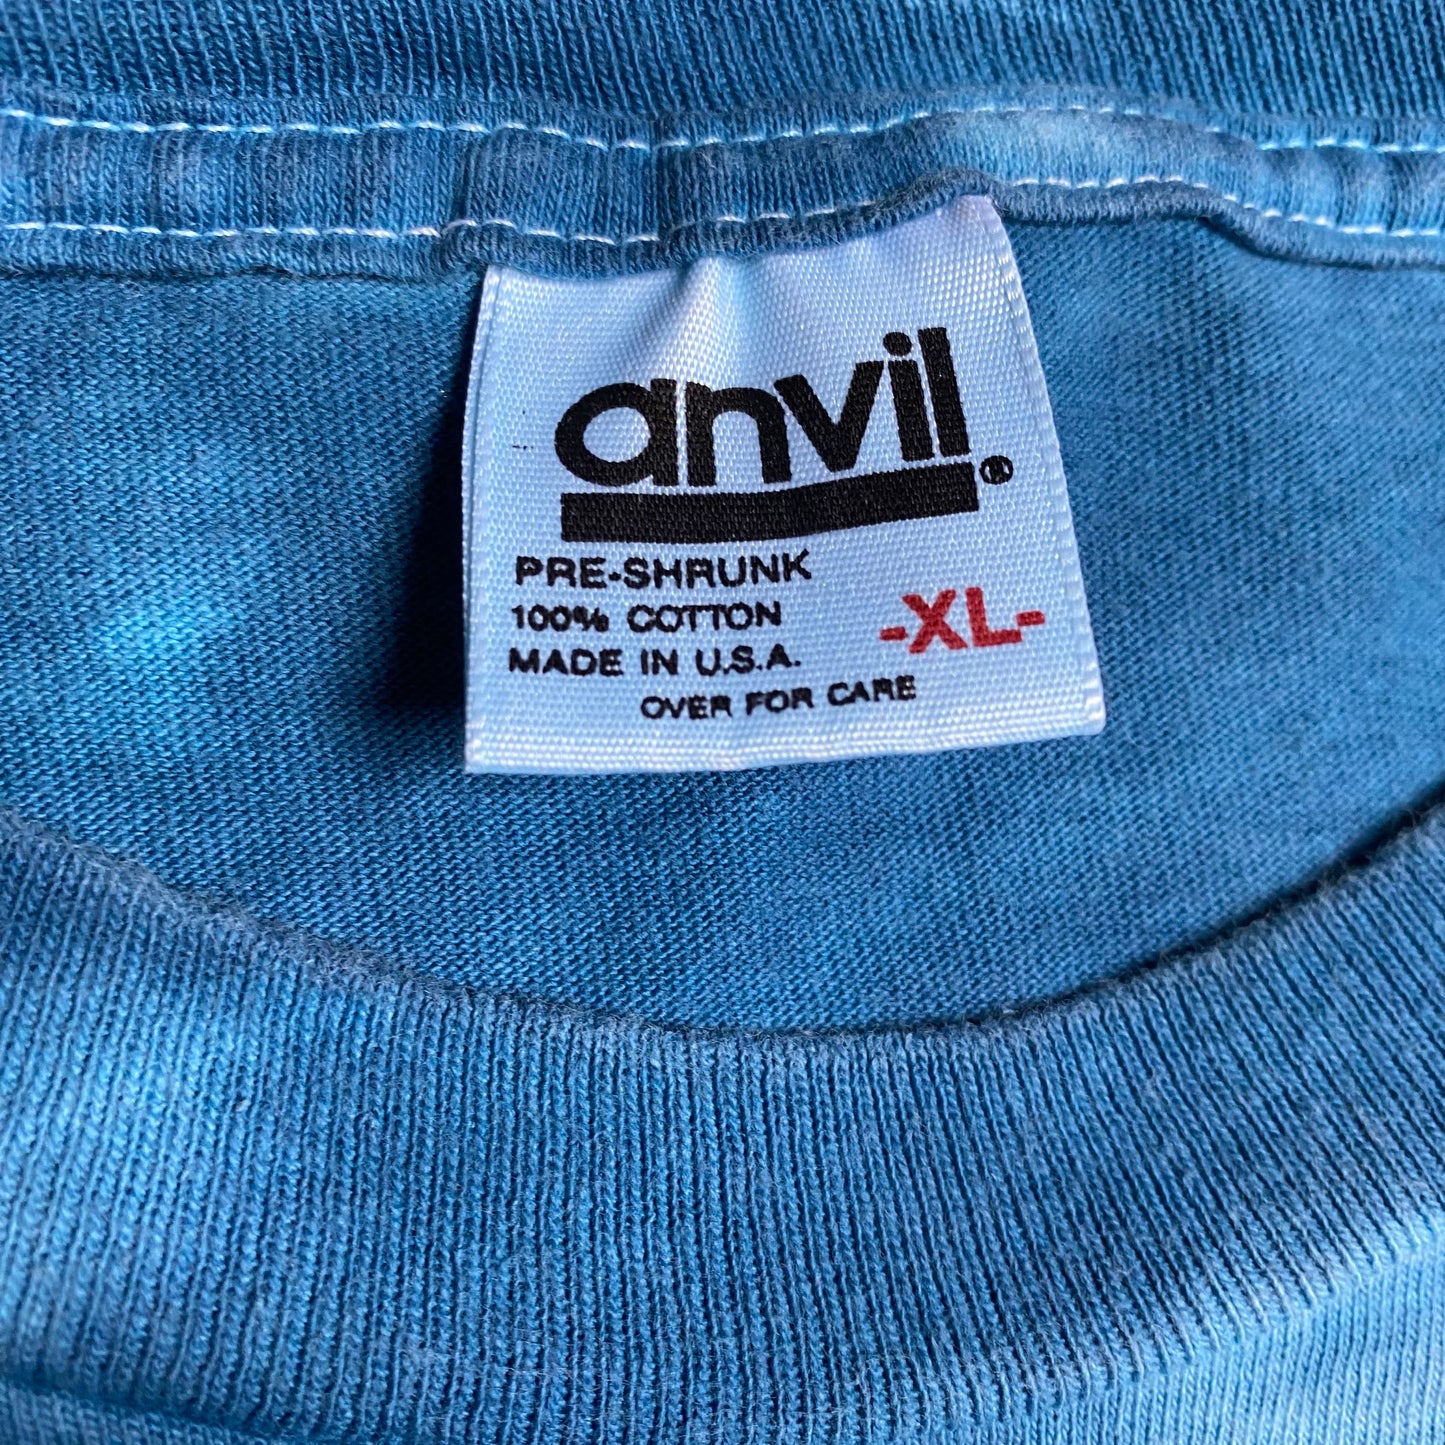 anvil®
PRE-SHRUNK
100% COTTON
MADE IN U.S.A.
-XL-
OVER FOR CARE